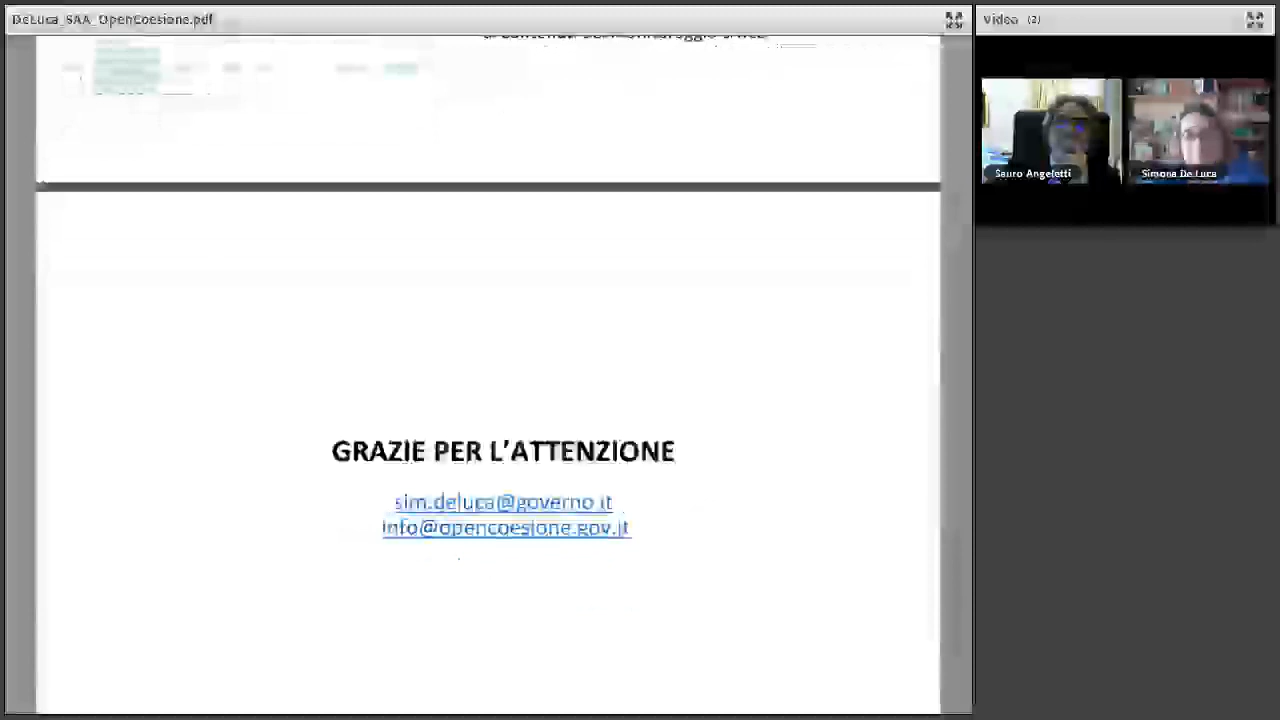 DeLuca_SAA_OpenCoesione.pdf
Video (2)
Sauro Angeletti
Simona De Luca
GRAZIE PER L'ATTENZIONE
sim.deluca@governo.it
info@opencoesione.gov.it